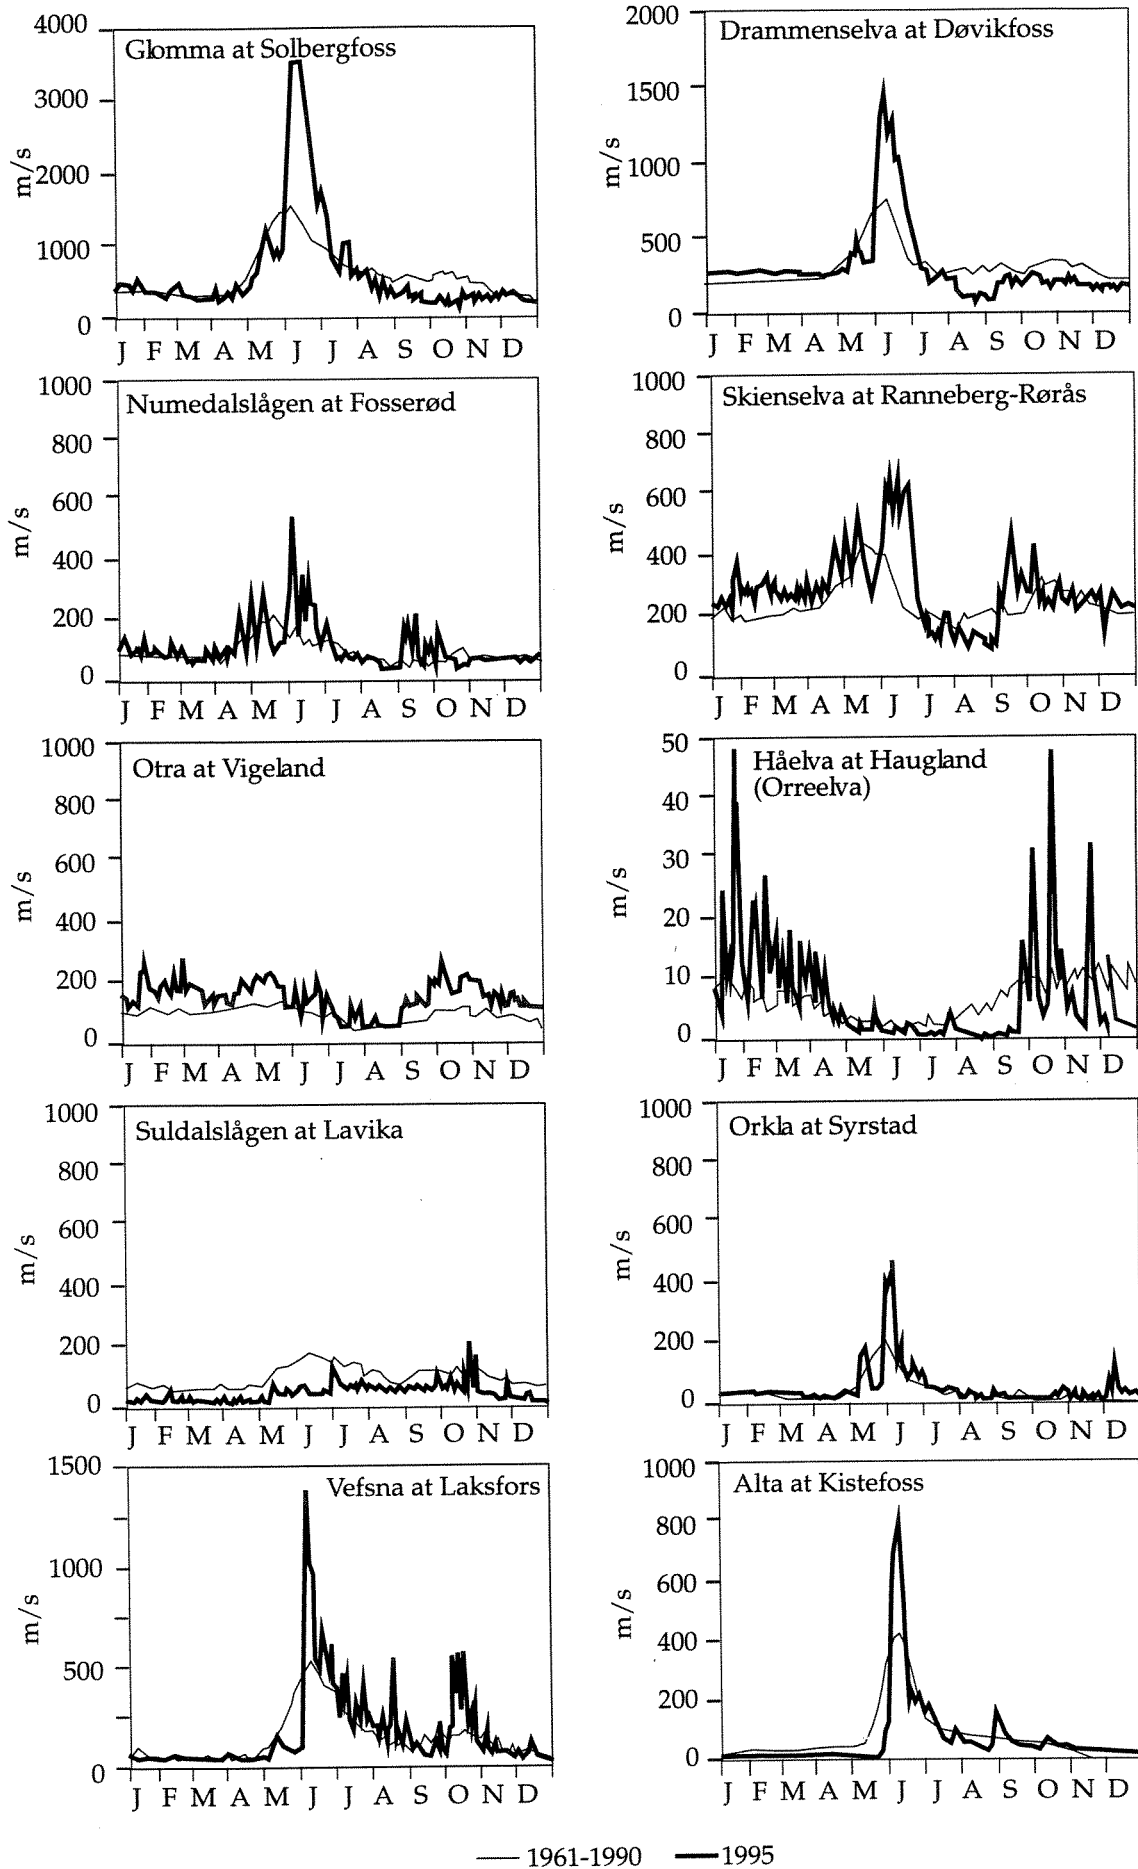 Glomma at Solbergfoss
4000
3000
2000
1000
0
m/s
J F M A M J J A S O N D
Drammenselva at Døvikfoss
2000
1500
1000
500
0
m/s
J F M A M J J A S O N D
Numedalslågen at Fosserød
1000
800
600
400
200
0
m/s
J F M A M J J A S O N D
Skienselva at Ranneberg-Rørås
1000
800
600
400
200
0
m/s
J F M A M J J A S O N D
Otra at Vigeland
1000
800
600
400
200
0
m/s
J F M A M J J A S O N D
Håelva at Haugland
(Orreelva)
50
40
30
20
10
0
m/s
J F M A M J J A S O N D
Suldalslågen at Lavika
1000
800
600
400
200
0
m/s
J F M A M J J A S O N D
Orkla at Syrstad
1000
800
600
400
200
0
m/s
J F M A M J J A S O N D
Vefsna at Laksfors
1500
1000
500
0
m/s
J F M A M J J A S O N D
Alta at Kistefoss
1000
800
600
400
200
0
m/s
J F M A M J J A S O N D
1961-1990 1995